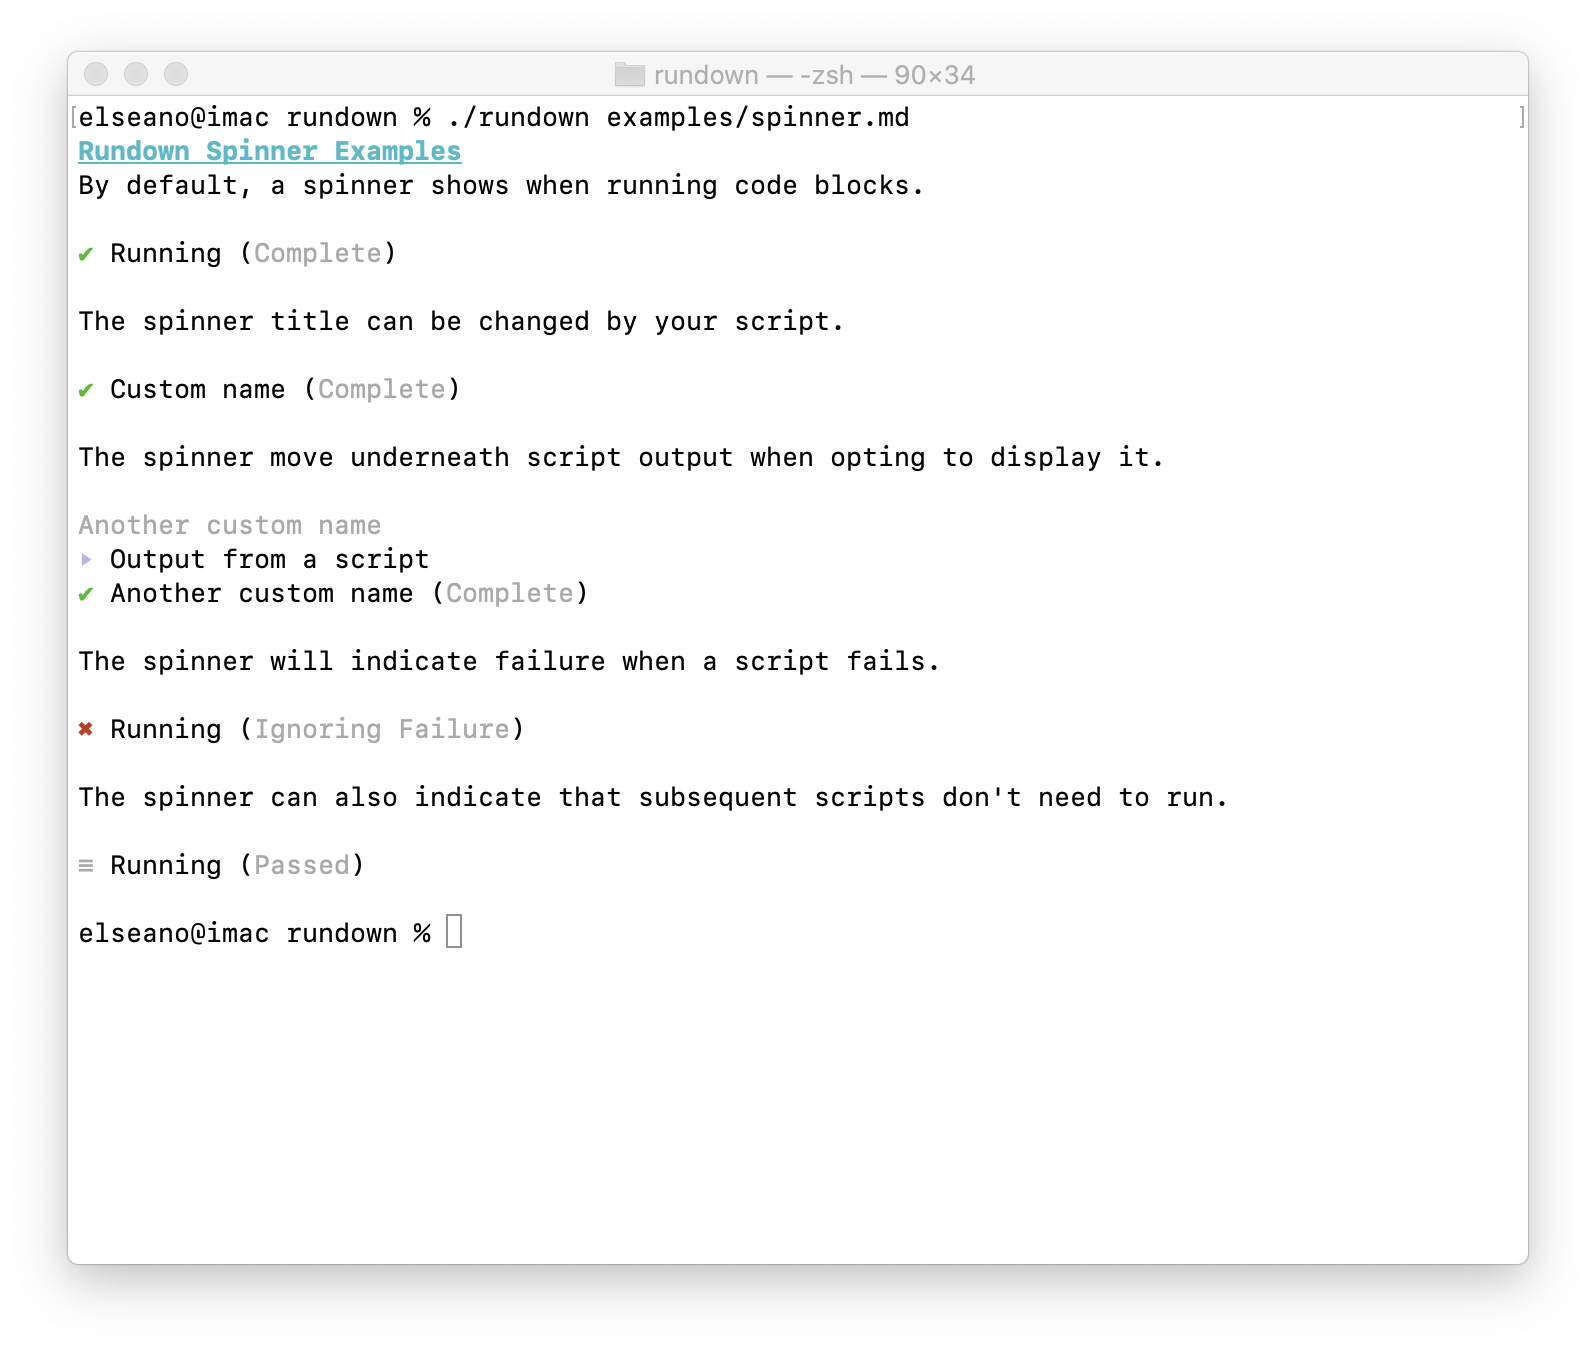 rundown — -zsh — 90×34
[elseano@imac rundown % ./rundown examples/spinner.md ]
Rundown Spinner Examples
By default, a spinner shows when running code blocks.
✔ Running (Complete)
The spinner title can be changed by your script.
✔ Custom name (Complete)
The spinner move underneath script output when opting to display it.
Another custom name
‣ Output from a script
✔ Another custom name (Complete)
The spinner will indicate failure when a script fails.
✖ Running (Ignoring Failure)
The spinner can also indicate that subsequent scripts don't need to run.
≡ Running (Passed)
elseano@imac rundown %